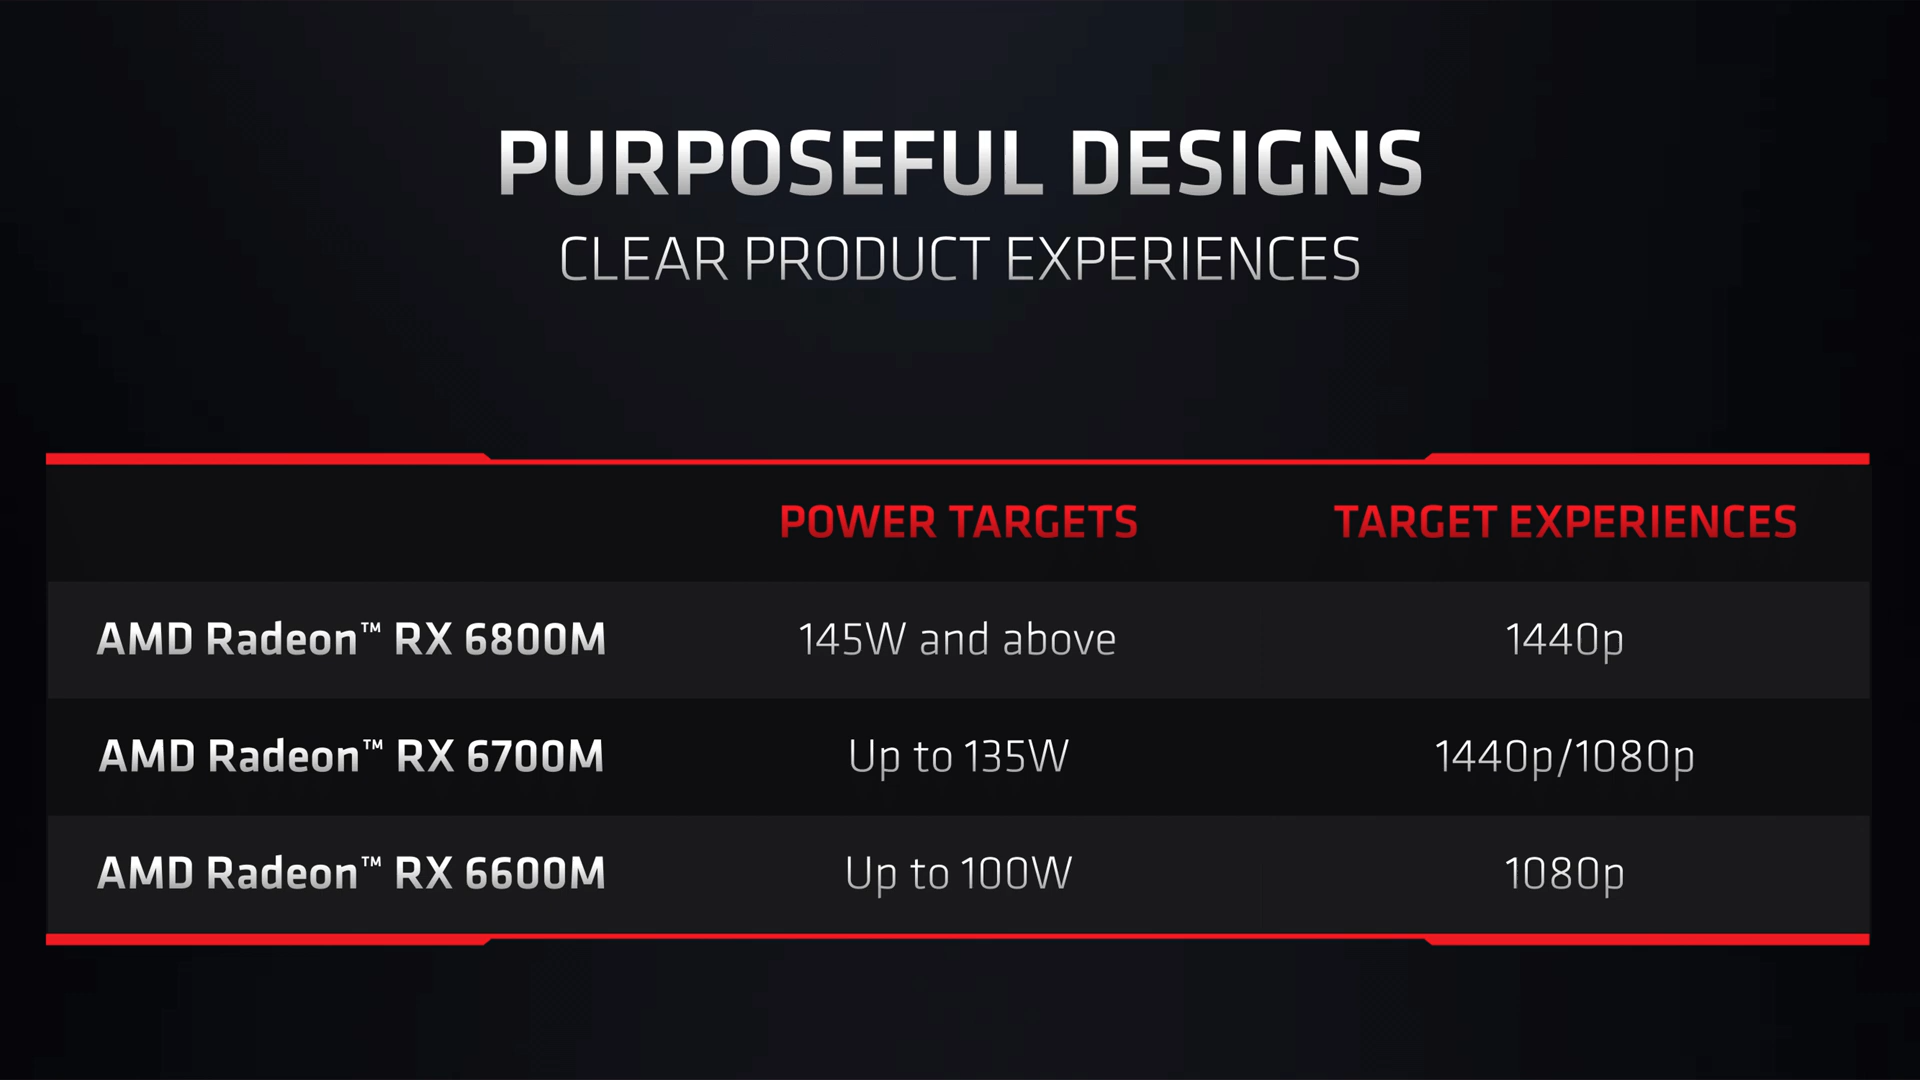 PURPOSEFUL DESIGNS
CLEAR PRODUCT EXPERIENCES
POWER TARGETS TARGET EXPERIENCES
AMD Radeon™ RX 6800M 145W and above 1440p
AMD Radeon™ RX 6700M Up to 135W 1440p/1080p
AMD Radeon™ RX 6600M Up to 100W 1080p